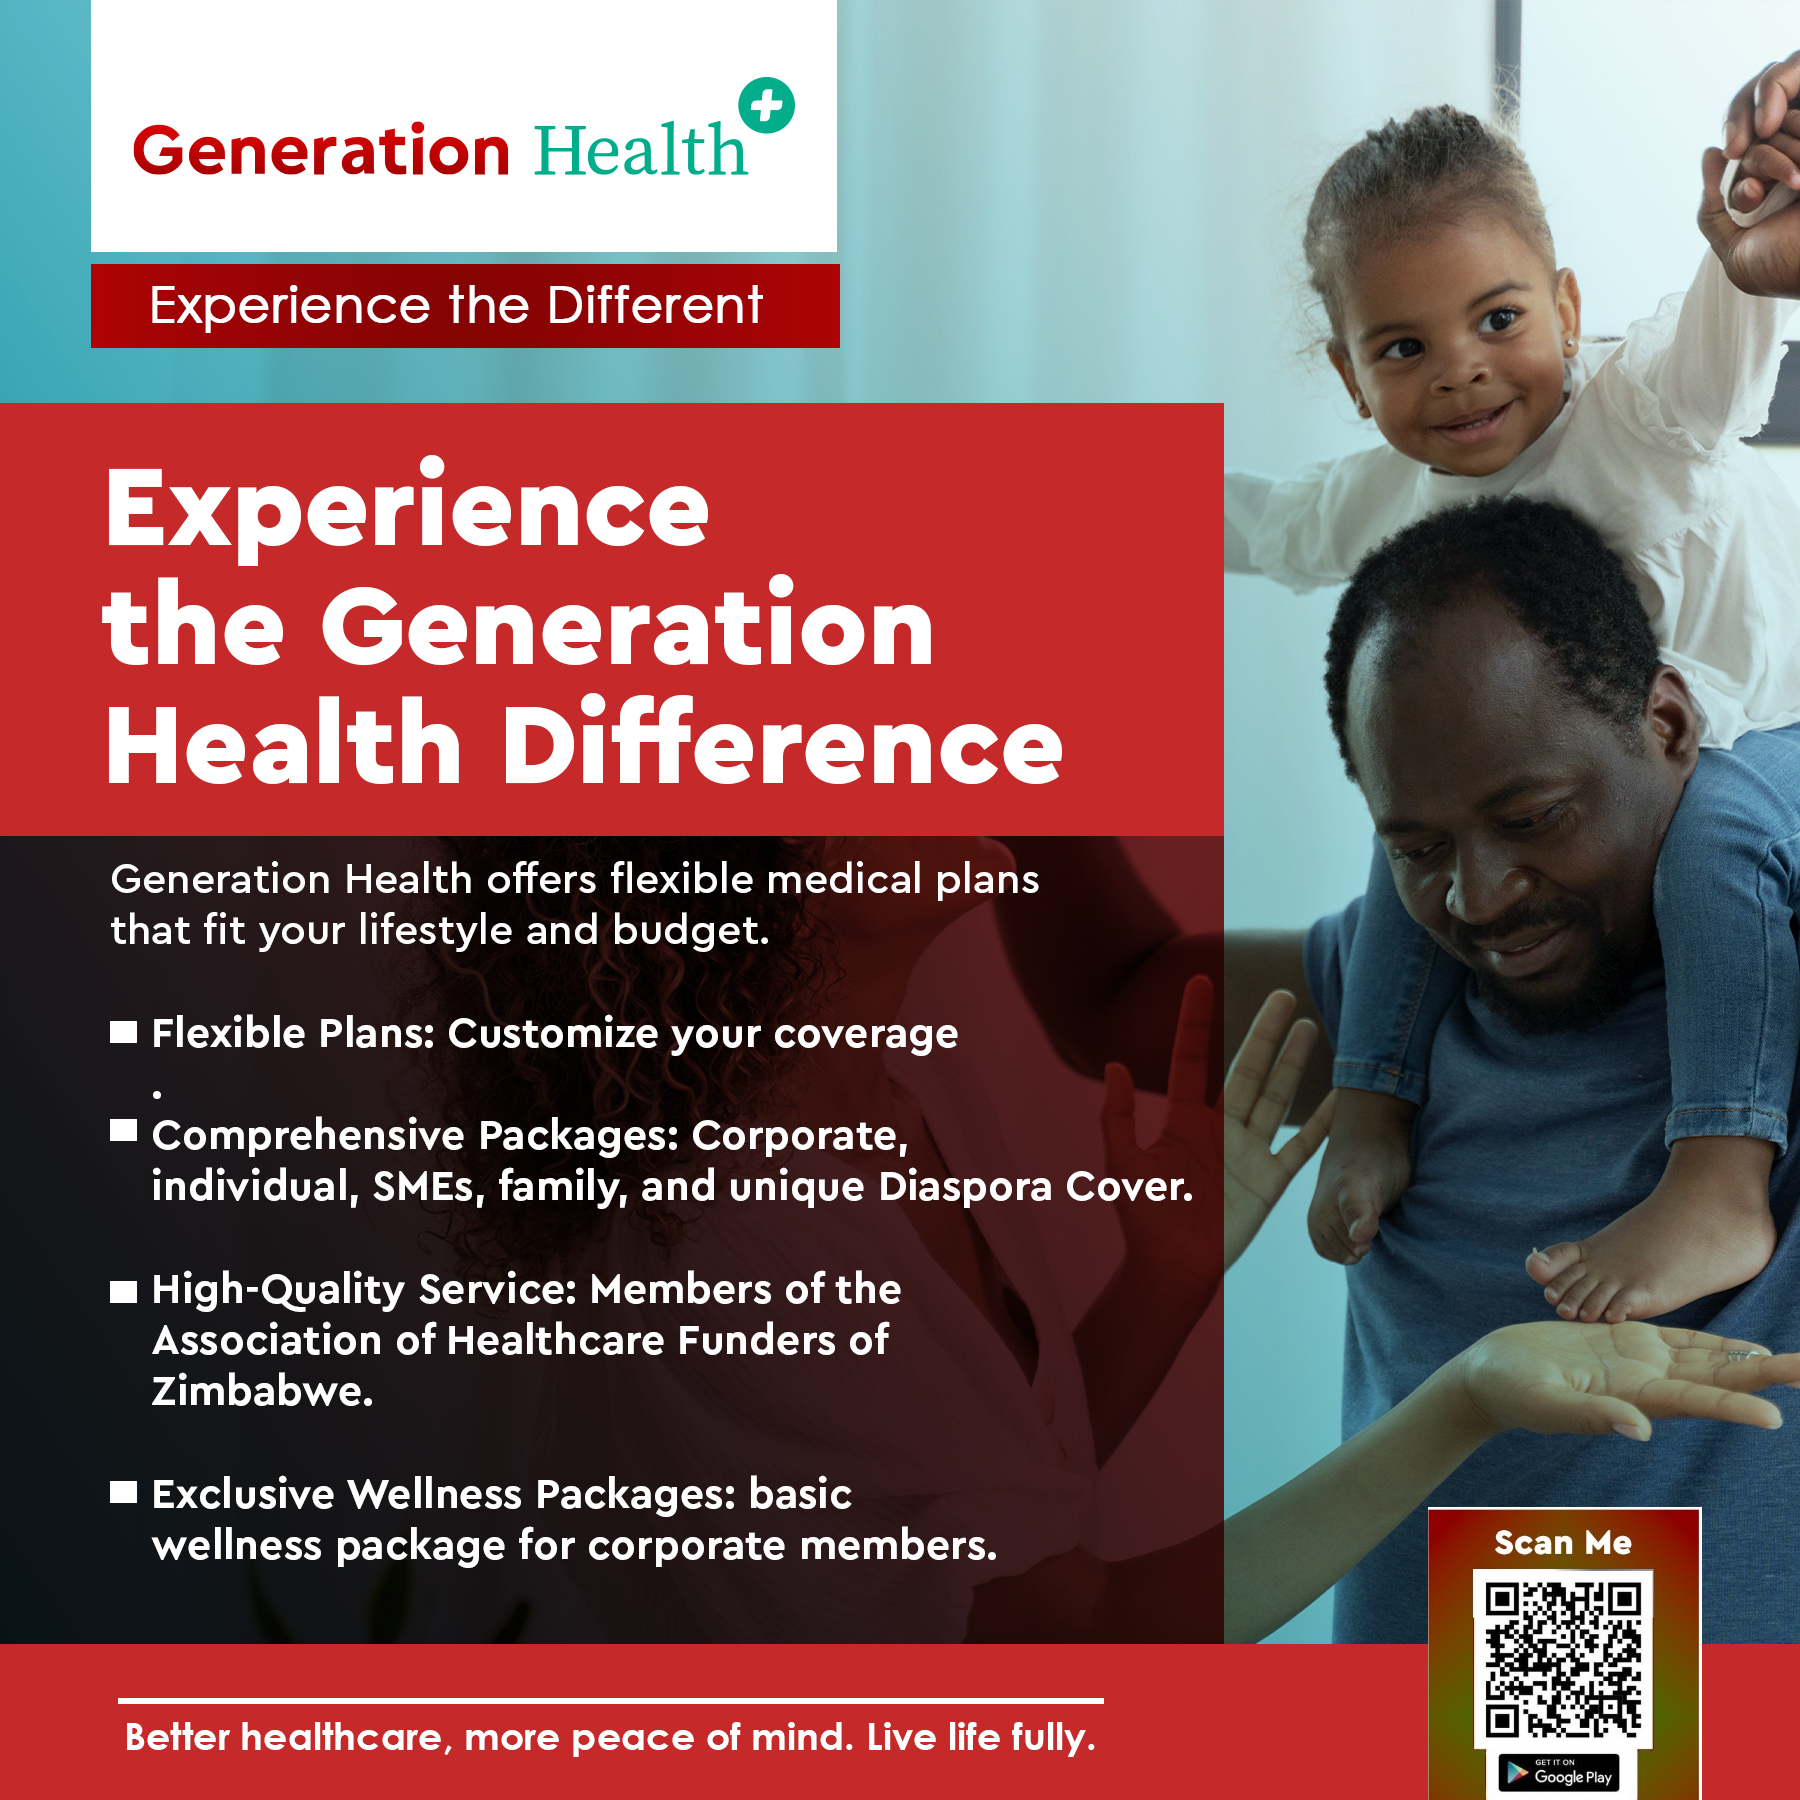 Generation Health
Experience the Different
Experience
the Generation
Health Difference
Generation Health offers flexible medical plans
that fit your lifestyle and budget.
Flexible Plans: Customize your coverage
.
Comprehensive Packages: Corporate,
individual, SMEs, family, and unique Diaspora Cover.
High-Quality Service: Members of the
Association of Healthcare Funders of
Zimbabwe.
Exclusive Wellness Packages: basic
wellness package for corporate members.
Better healthcare, more peace of mind. Live life fully.
Scan Me
GET IT ON
Google Play